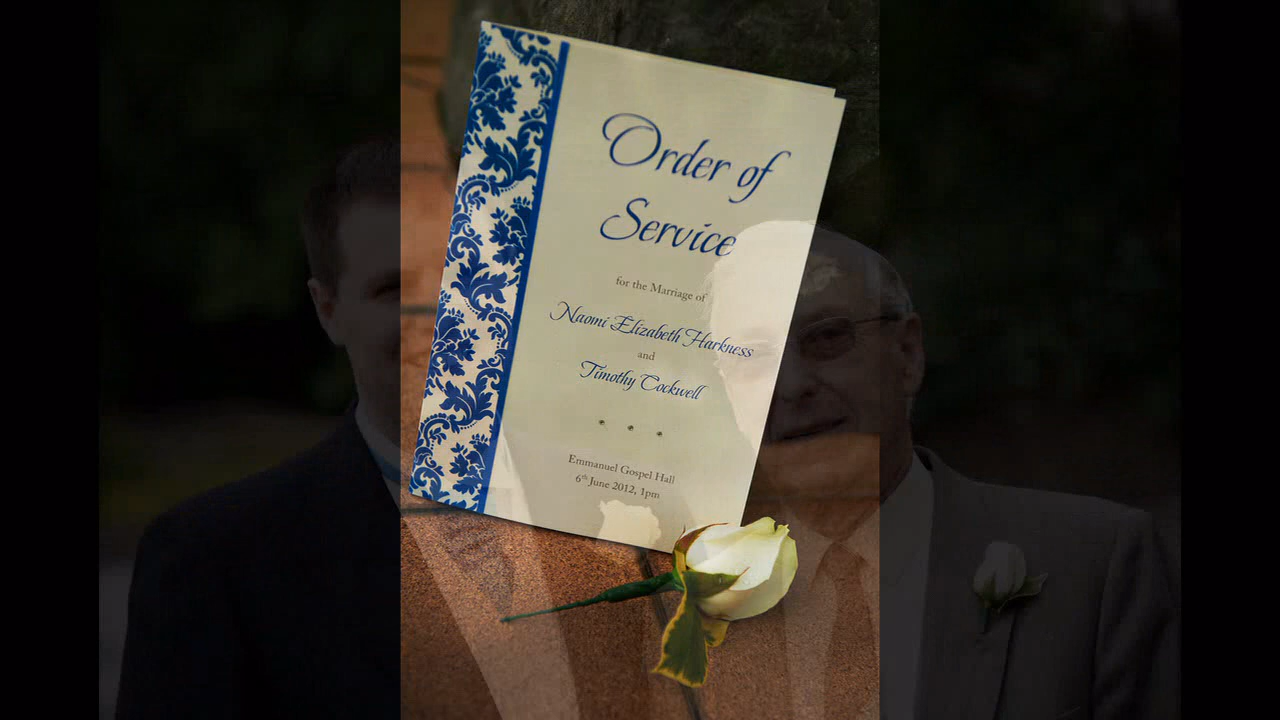 Order of
Service
for the Marriage of
Naomi Elizabeth Harkness
and
Timothy Cockwell
Emmanuel Gospel Hall
6th June 2012, 1pm